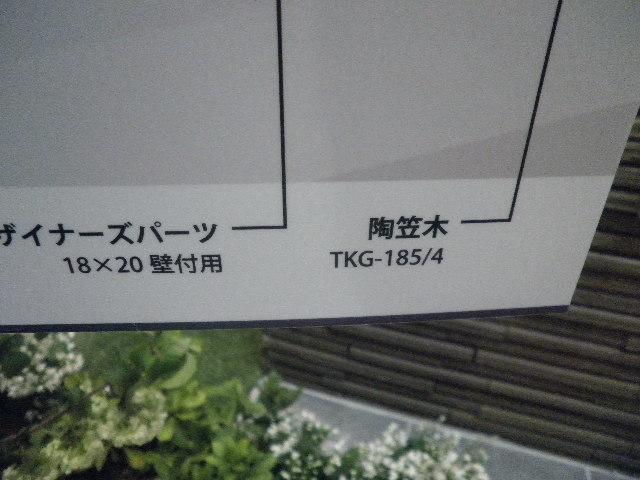 ザイナーズパーツ
18×20 壁付用
陶笠木
TKG-185/4